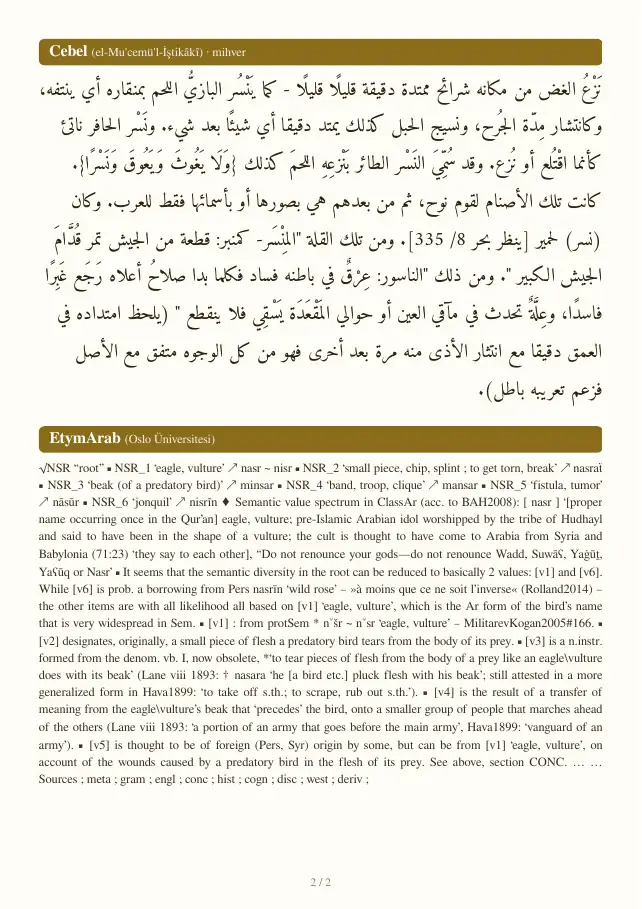 Cebel (el-Mu'cemü'l-İştikâkî) · mihver
نَزْعُ الغض من مكانه شرائح ممتدة دقيقة قليلًا قليلًا - كما يَنْسُر البازيُّ اللحم بمنقاره أي ينتفه،
وكانتشار مِدّة الجُرح، ونسيج الحبل كذلك يمتد دقيقا أي شيئًا بعد شيء. ونَسْر الحافر ناتئ
كأنما اقْتُلع أو نُزع. وقد سُمِّيَ النَسْر الطائر بَنْزعِهِ اللحمَ كذلك {وَلَا يَغُوثَ وَيَعُوقَ وَنَسْرًا}.
كانت تلك الأصنام لقوم نوح، ثم من بعدهم هي بصورها أو بأسمائها فقط للعرب. وكان
(نسر) لحمير [ينظر بحر 8/ 335]. ومن تلك القلة "المِنْسَر- كمنبر: قطعة من الجيش تمر قُدَّامَ
الجيش الكبير". ومن ذلك "الناسور: عِرْقٌ في باطنه فساد فكلما بدا صلاحُ أعلاه رَجَع غَبِرًا
فاسدًا، وعِلَّةٌ تحدث في مآقي العين أو حوالي المَقْعَدَة يَسْقِي فلا ينقطع " (يلحظ امتداده في
العمق دقيقا مع انتثار الأذى منه مرة بعد أخرى فهو من كل الوجوه متفق مع الأصل
فزعم تعريبه باطل).
EtymArab (Oslo Üniversitesi)
√NSR “root” ▪ NSR_1 ‘eagle, vulture’ ↗ nasr ~ nisr ▪ NSR_2 ‘small piece, chip, splint ; to get torn, break’ ↗ nasraẗ
▪ NSR_3 ‘beak (of a predatory bird)’ ↗ minsar ▪ NSR_4 ‘band, troop, clique’ ↗ mansar ▪ NSR_5 ‘fistula, tumor’
↗ nāsūr ▪ NSR_6 ‘jonquil’ ↗ nisrīn ♦ Semantic value spectrum in ClassAr (acc. to BAH2008): [ nasr ] ‘[proper
name occurring once in the Qur'an] eagle, vulture; pre-Islamic Arabian idol worshipped by the tribe of Hudhayl
and said to have been in the shape of a vulture; the cult is thought to have come to Arabia from Syria and
Babylonia (71:23) ‘they say to each other], “Do not renounce your gods—do not renounce Wadd, Suwāʕ, Yaġūṯ,
Yaʕūq or Nasr’ ▪ It seems that the semantic diversity in the root can be reduced to basically 2 values: [v1] and [v6].
While [v6] is prob. a borrowing from Pers nasrīn ‘wild rose’ – »à moins que ce ne soit l'inverse« (Rolland2014) –
the other items are with all likelihood all based on [v1] ‘eagle, vulture’, which is the Ar form of the bird's name
that is very widespread in Sem. ▪ [v1] : from protSem * nˇšr ~ nˇsr ‘eagle, vulture’ – MilitarevKogan2005#166. ▪
[v2] designates, originally, a small piece of flesh a predatory bird tears from the body of its prey. ▪ [v3] is a n.instr.
formed from the denom. vb. I, now obsolete, *‘to tear pieces of flesh from the body of a prey like an eagle\vulture
does with its beak’ (Lane viii 1893: † nasara ‘he [a bird etc.] pluck flesh with his beak’; still attested in a more
generalized form in Hava1899: ‘to take off s.th.; to scrape, rub out s.th.’). ▪ [v4] is the result of a transfer of
meaning from the eagle\vulture's beak that ‘precedes’ the bird, onto a smaller group of people that marches ahead
of the others (Lane viii 1893: ‘a portion of an army that goes before the main army’, Hava1899: ‘vanguard of an
army’). ▪ [v5] is thought to be of foreign (Pers, Syr) origin by some, but can be from [v1] ‘eagle, vulture’, on
account of the wounds caused by a predatory bird in the flesh of its prey. See above, section CONC. … …
Sources ; meta ; gram ; engl ; conc ; hist ; cogn ; disc ; west ; deriv ;
2 / 2